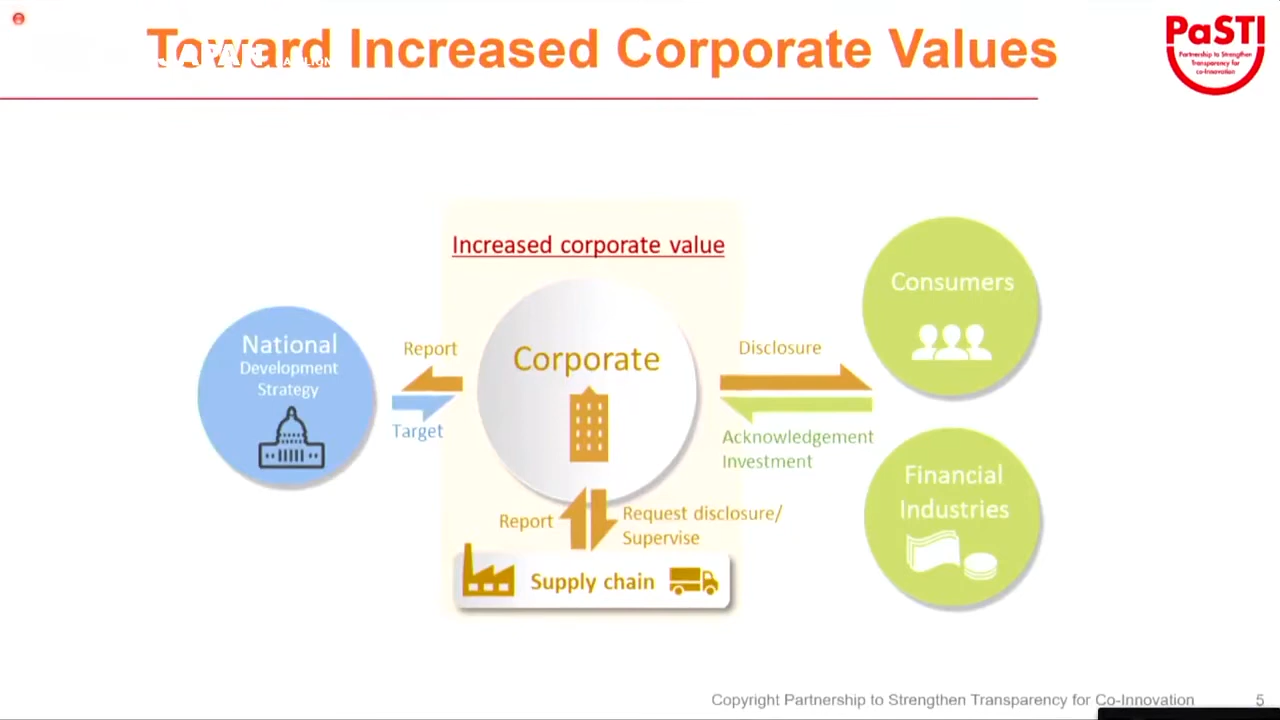 Toward Increased Corporate Values
JAPAN
PaSTI
Partnership to Strengthen
Transparency for
co-Innovation
Increased corporate value
National
Development
Strategy
Report
Target
Corporate
Disclosure
Acknowledgement
Investment
Consumers
Financial
Industries
Report
Request disclosure/
Supervise
Supply chain
Copyright Partnership to Strengthen Transparency for Co-Innovation
5